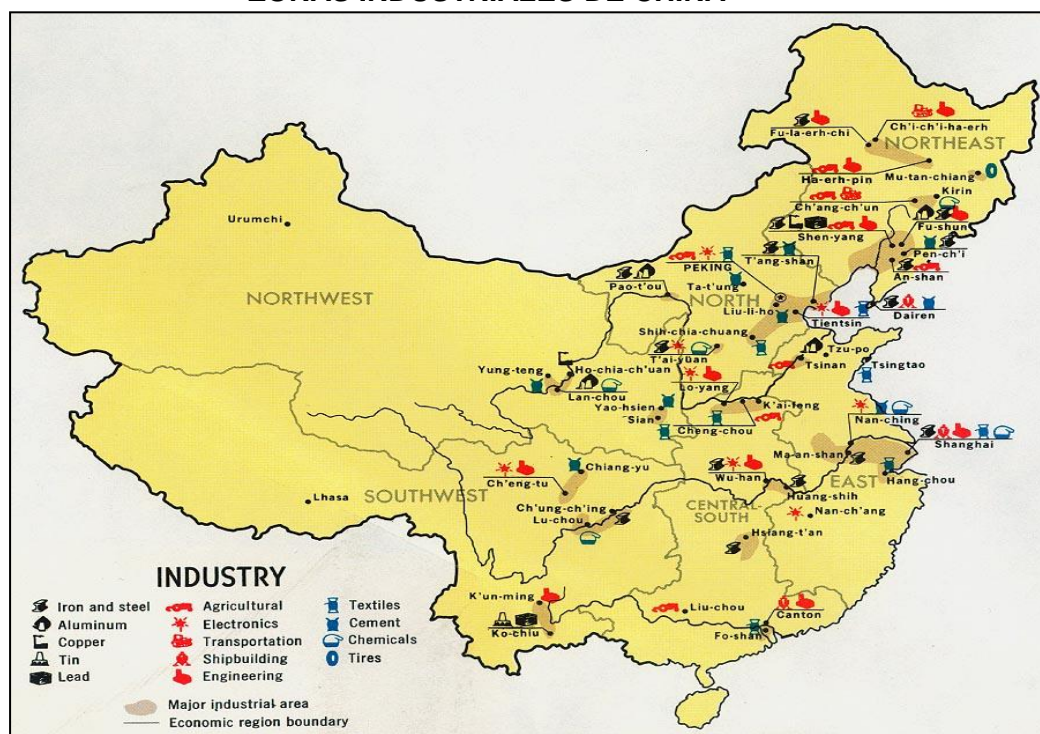 ZONAS INDUSTRIALES DE CHINA
Fu-la-erh-chi
Ch'i-ch'i-ha-erh
NORTHEAST
Ha-erh-pin
Mu-tan-chiang
Kirin
Ch'ang-ch'un
Fu-shun
Shen-yang
Pen-ch'i
An-shan
Urumchi
T'ang-shan
PEKING
Ta-t'ung
Pao-t'ou
NORTHWEST
NORTH
Liu-li-ho
Tientsin
Dairen
Shih-chia-chuang
T'ai-yüan
Tzu-po
Tsinan
Tsingtao
Yung-teng
Ho-chia-ch'uan
Lan-chou
Lo-yang
Yao-hsien
K'ai-feng
Sian
Cheng-chou
Nan-ching
Shanghai
Ma-an-shan
Chiang-yu
Ch'eng-tu
Wu-han
EAST
Hang-chou
Huang-shih
Lhasa
SOUTHWEST
Ch'ung-ch'ing
Lu-chou
CENTRAL-
SOUTH
Nan-ch'ang
Hsiang-t'an
K'un-ming
Ko-chiu
Liu-chou
Canton
Fo-shan
INDUSTRY
Iron and steel
Aluminum
Copper
Tin
Lead
Agricultural
Electronics
Transportation
Shipbuilding
Engineering
Textiles
Cement
Chemicals
Tires
Major industrial area
Economic region boundary